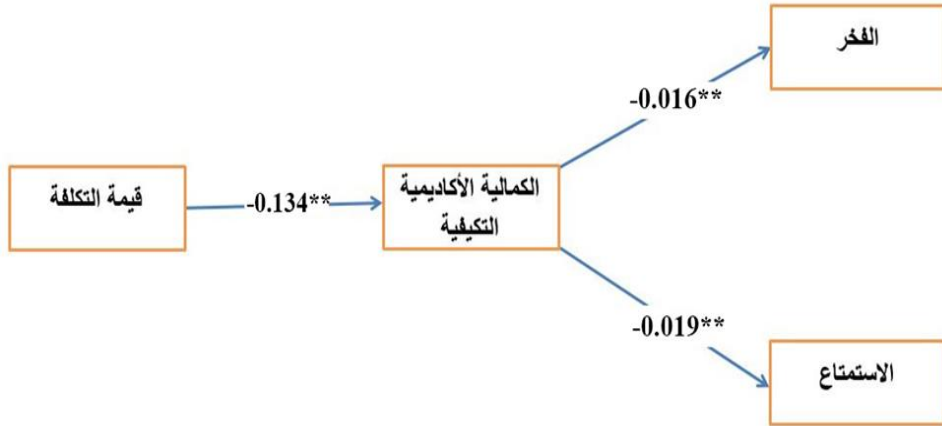 الفخر
-0.016**
قيمة التكلفة
-0.134**
الكمالية الأكاديمية
التكيفية
-0.019**
الاستمتاع